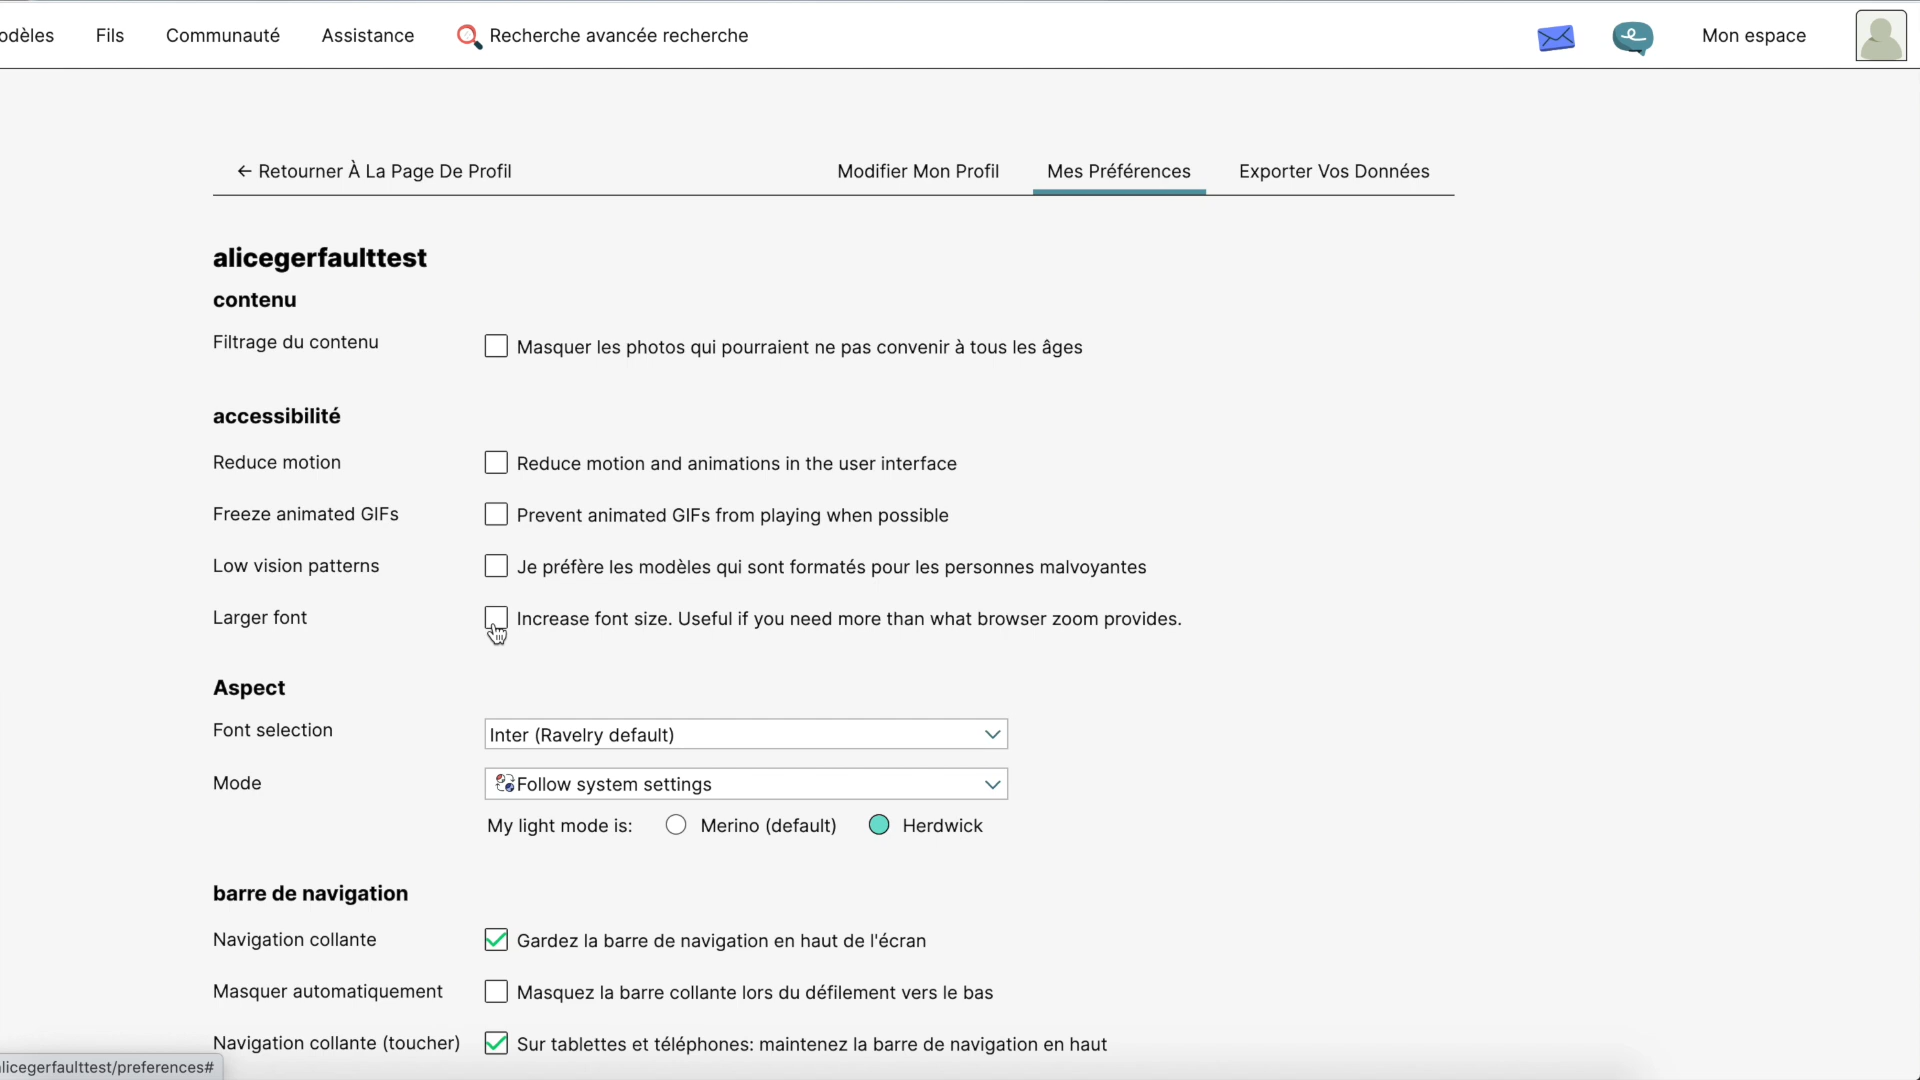 odèles Fils Communauté Assistance Recherche avancée recherche Mon espace
← Retourner À La Page De Profil Modifier Mon Profil Mes Préférences Exporter Vos Données
alicegerfaulttest
contenu
Filtrage du contenu Masquer les photos qui pourraient ne pas convenir à tous les âges
accessibilité
Reduce motion Reduce motion and animations in the user interface
Freeze animated GIFs Prevent animated GIFs from playing when possible
Low vision patterns Je préfère les modèles qui sont formatés pour les personnes malvoyantes
Larger font Increase font size. Useful if you need more than what browser zoom provides.
Aspect
Font selection Inter (Ravelry default)
Mode Follow system settings
My light mode is: Merino (default) Herdwick
barre de navigation
Navigation collante Gardez la barre de navigation en haut de l'écran
Masquer automatiquement Masquez la barre collante lors du défilement vers le bas
Navigation collante (toucher) Sur tablettes et téléphones: maintenez la barre de navigation en haut
licegerfaulttest/preferences#